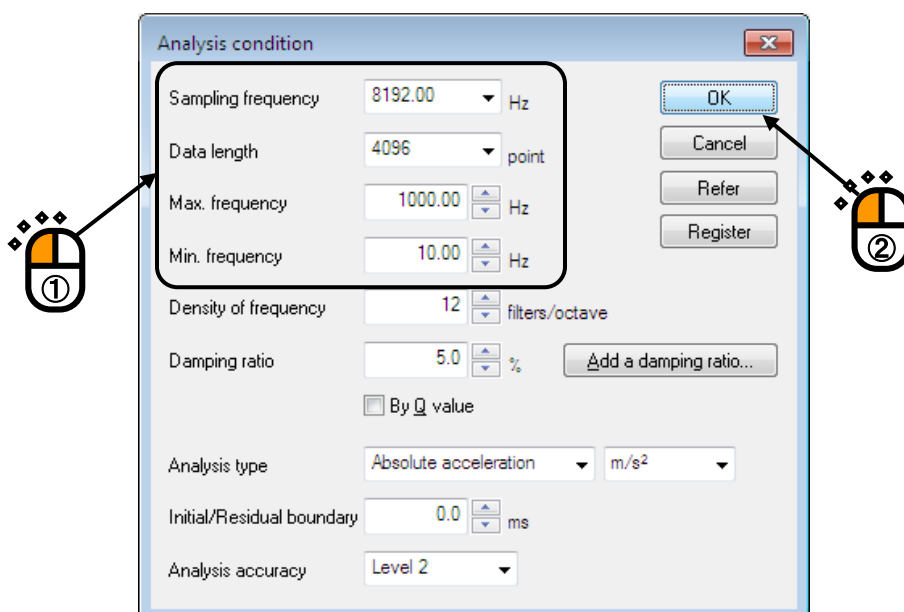 Analysis condition
Sampling frequency 8192.00 Hz OK
Data length 4096 point Cancel
Max. frequency 1000.00 Hz Refer
Min. frequency 10.00 Hz Register
①
②
Density of frequency 12 filters/octave
Damping ratio 5.0 % Add a damping ratio...
By Q value
Analysis type Absolute acceleration m/s²
Initial/Residual boundary 0.0 ms
Analysis accuracy Level 2